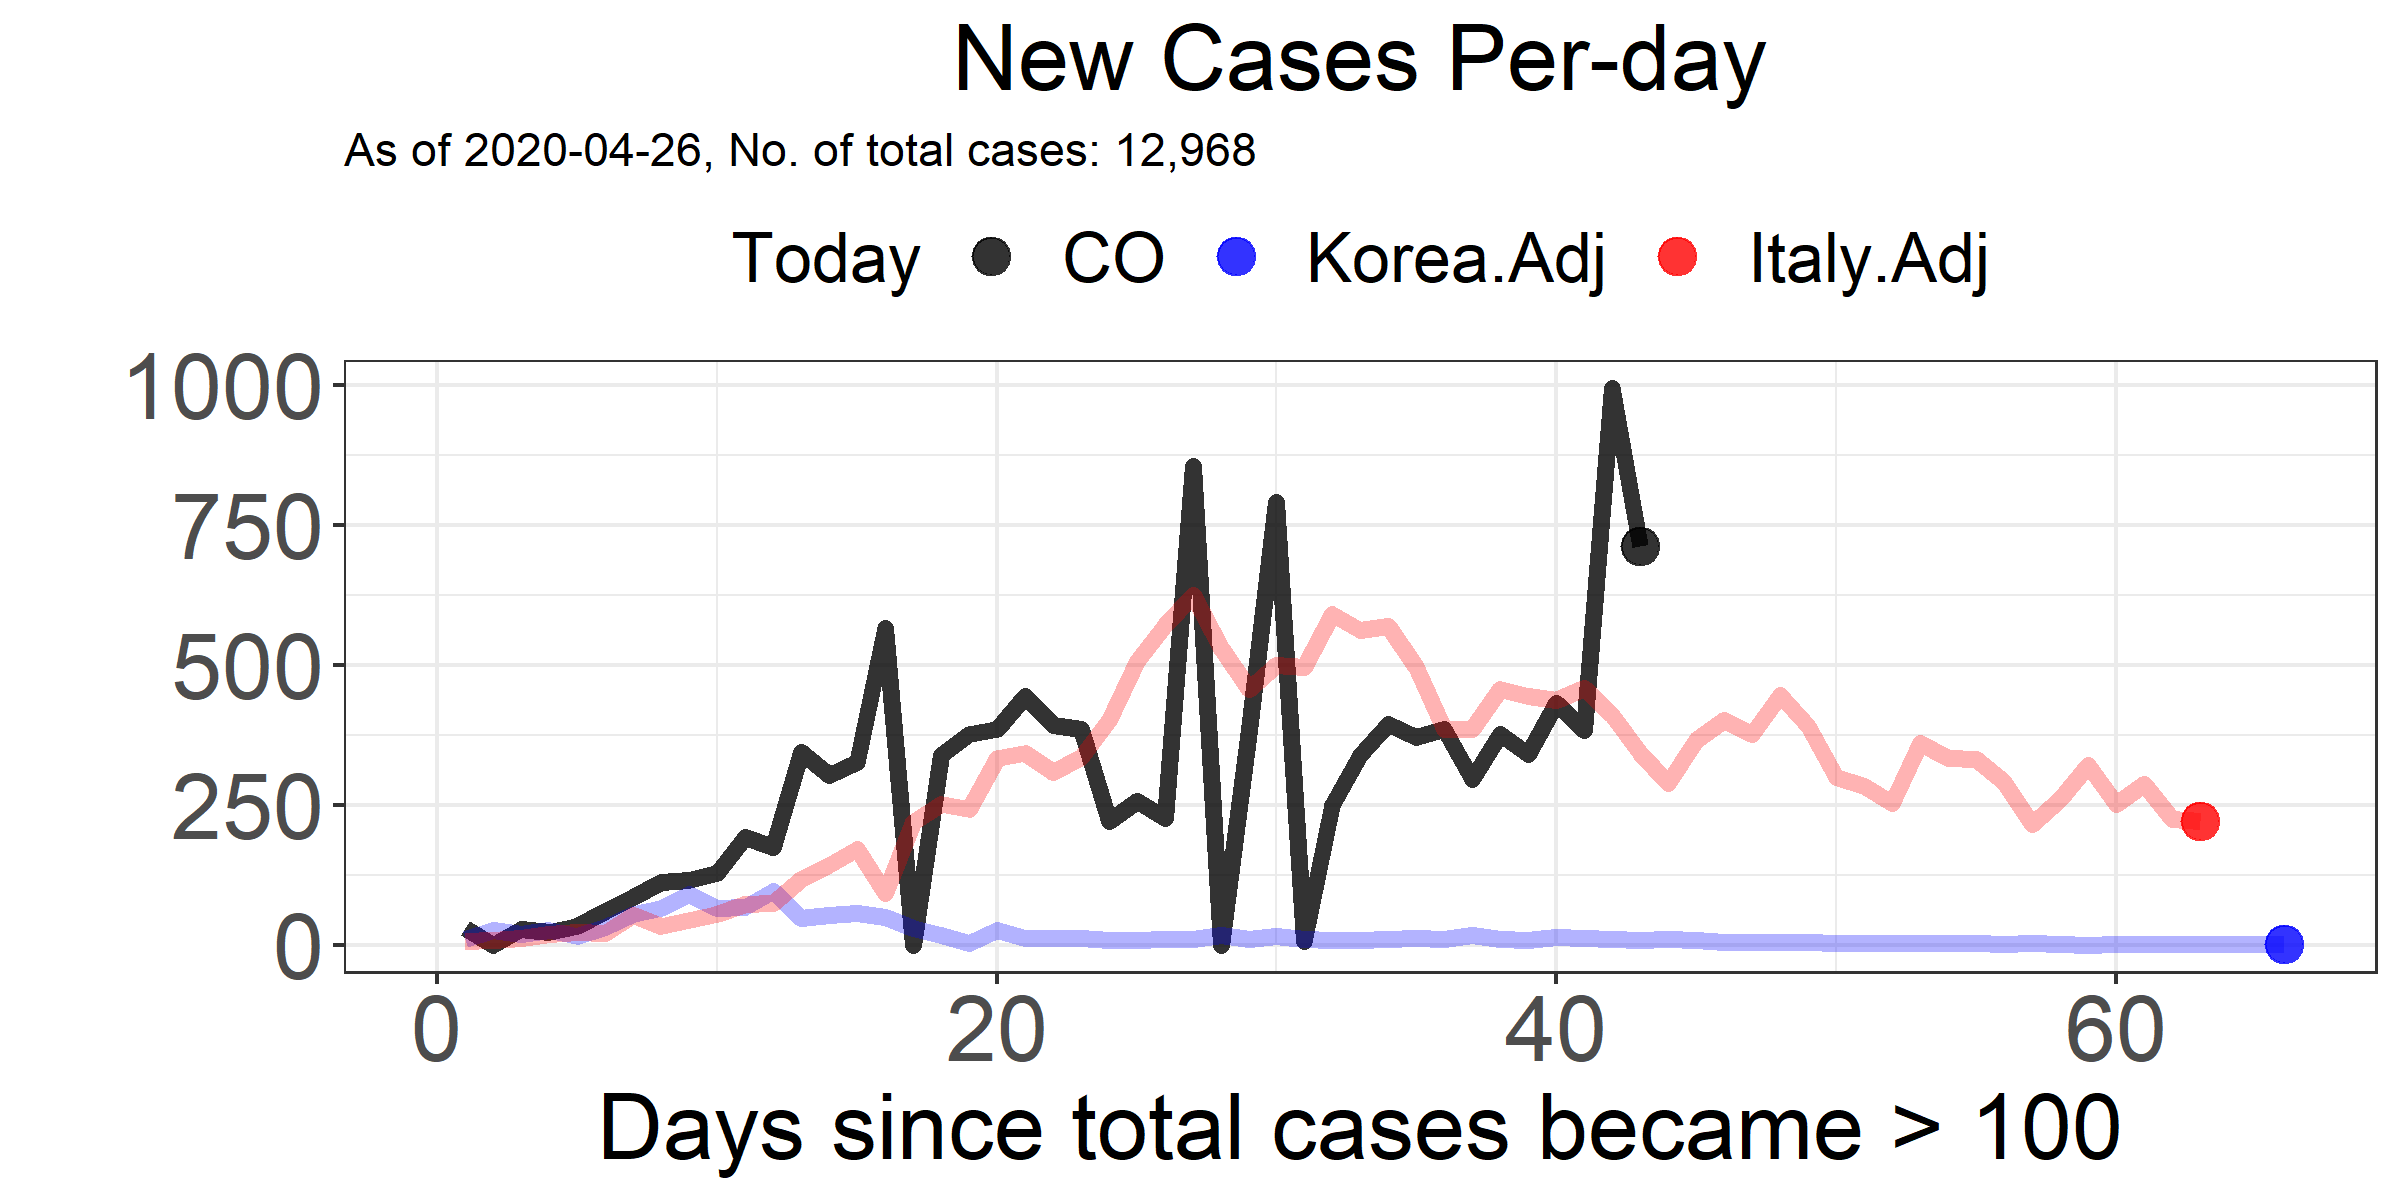 New Cases Per-day
As of 2020-04-26, No. of total cases: 12,968
Today CO Korea.Adj Italy.Adj
1000
750
500
250
0
0 20 40 60
Days since total cases became > 100